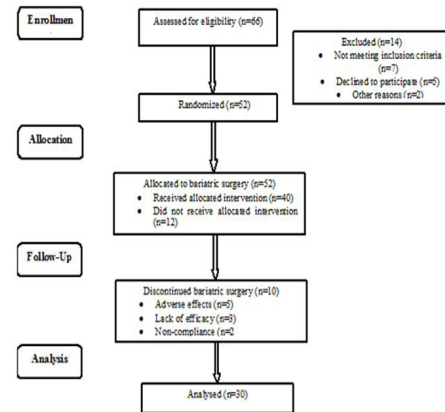 Enrollmen
Assessed for eligibility (n=66)
Excluded (n=14)
• Not meeting inclusion criteria
(n=7)
• Declined to participate (n=5)
• Other reasons (n=2)
Randomized (n=52)
Allocation
Allocated to bariatric surgery (n=52)
• Received allocated intervention (n=40)
• Did not receive allocated intervention
(n=12)
Follow-Up
Discontinued bariatric surgery (n=10)
• Adverse effects (n=5)
• Lack of efficacy (n=3)
• Non-compliance (n=2
Analysis
Analysed (n=30)